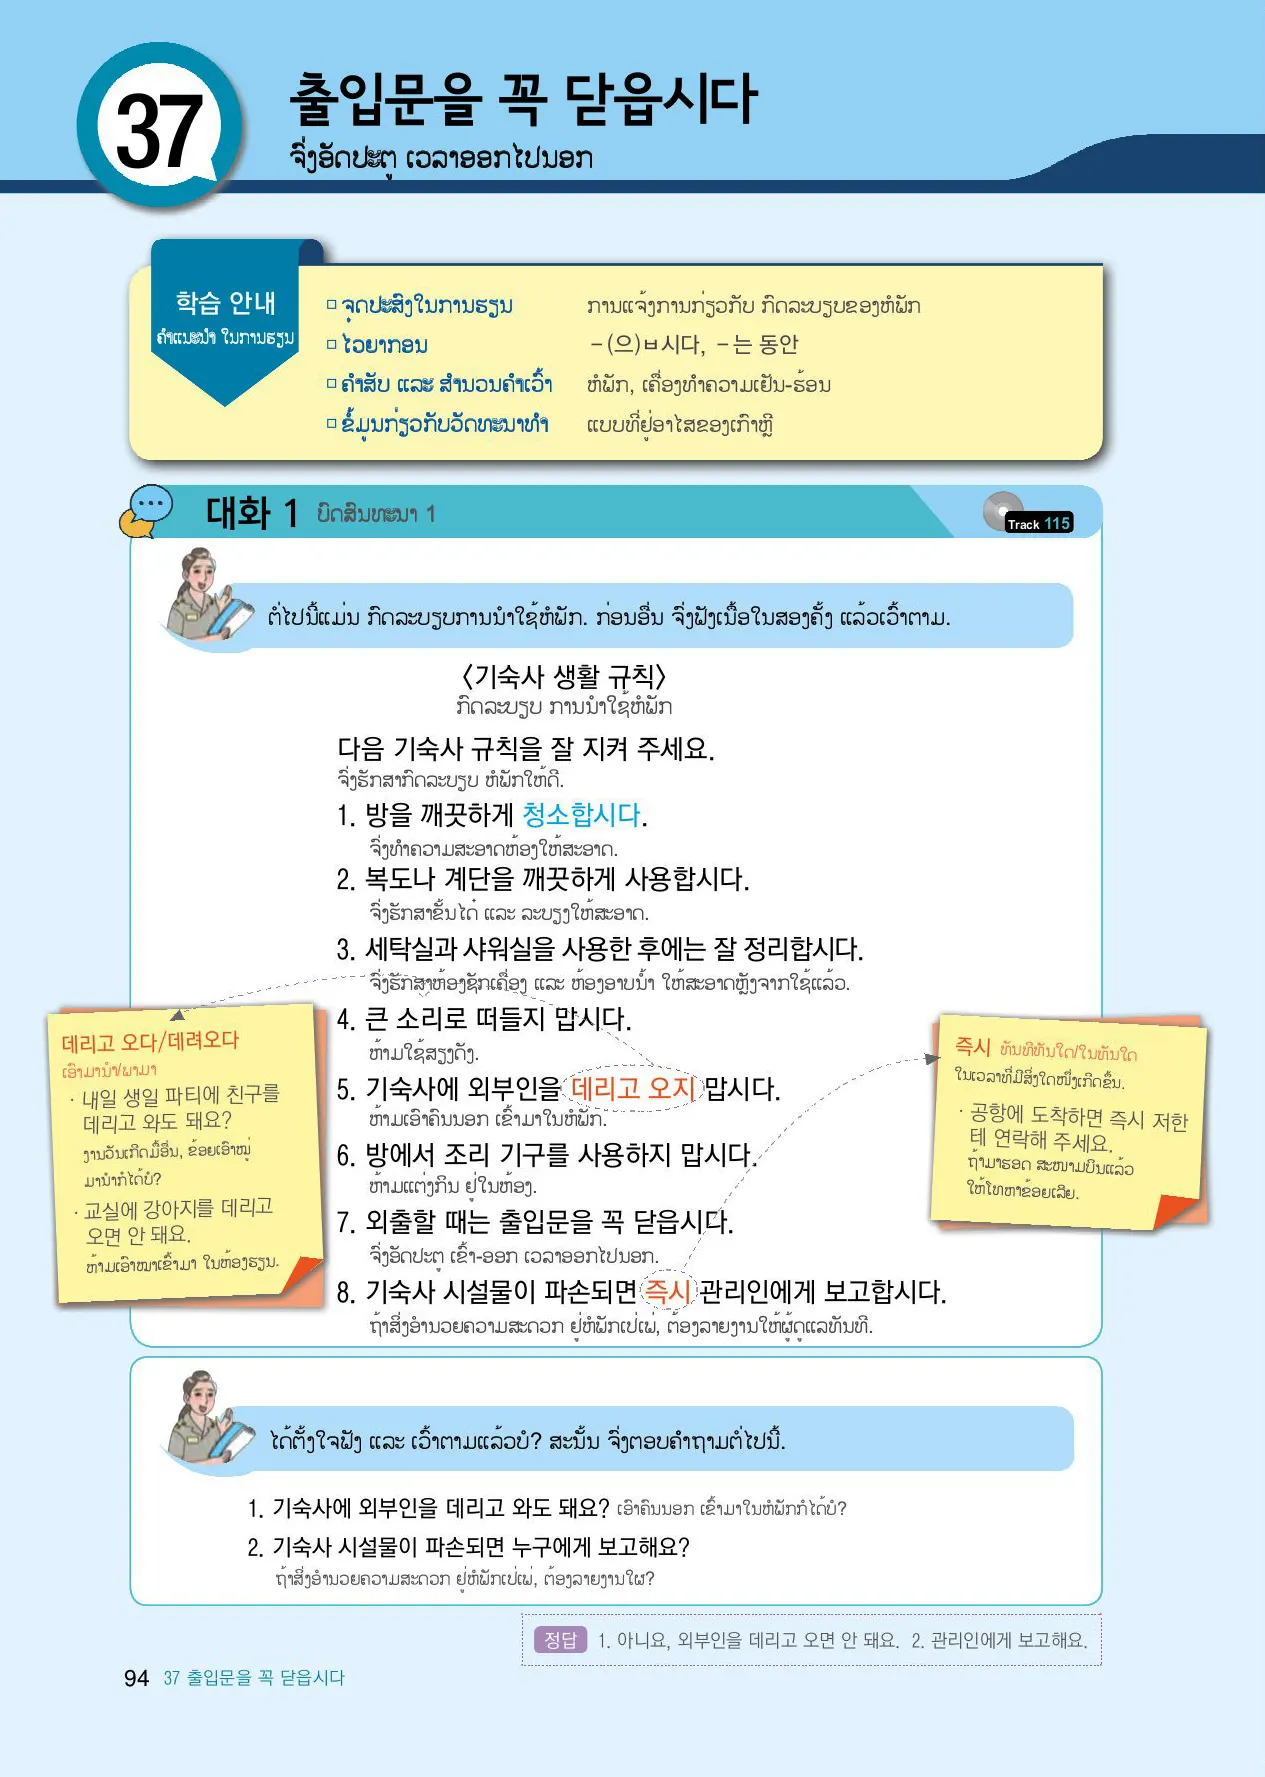 37
출입문을 꼭 닫읍시다
ຈົ່ງອັດປະຕູ ເວລາອອກໄປນອກ
학습 안내
ຄຳແນະນຳ ໃນການຮຽນ
□ ຈຸດປະສົງໃນການຮຽນ ການແຈ້ງການກ່ຽວກັບ ກົດລະບຽບຂອງຫໍພັກ
□ ໄວຍາກອນ －(으)ㅂ시다, －는 동안
□ ຄຳສັບ ແລະ ສຳນວນຄຳເວົ້າ ຫໍພັກ, ເຄື່ອງທຳຄວາມເຢັນ-ຮ້ອນ
□ ຂໍ້ມູນກ່ຽວກັບວັດທະນາທຳ ແບບທີ່ຢູ່ອາໄສຂອງເກົາຫຼີ
대화 1 ບົດສົນທະນາ 1
Track 115
ຕໍ່ໄປນີ້ແມ່ນ ກົດລະບຽບການນຳໃຊ້ຫໍພັກ. ກ່ອນອື່ນ ຈົ່ງຟັງເນື້ອໃນສອງຄັ້ງ ແລ້ວເວົ້າຕາມ.
〈기숙사 생활 규칙〉
ກົດລະບຽບ ການນຳໃຊ້ຫໍພັກ
다음 기숙사 규칙을 잘 지켜 주세요.
ຈົ່ງຮັກສາກົດລະບຽບ ຫໍພັກໃຫ້ດີ.
1. 방을 깨끗하게 청소합시다.
ຈົ່ງທຳຄວາມສະອາດຫ້ອງໃຫ້ສະອາດ.
2. 복도나 계단을 깨끗하게 사용합시다.
ຈົ່ງຮັກສາຂັ້ນໄດ໋ ແລະ ລະບຽງໃຫ້ສະອາດ.
3. 세탁실과 샤워실을 사용한 후에는 잘 정리합시다.
ຈົ່ງຮັກສາຫ້ອງຊັກເຄື່ອງ ແລະ ຫ້ອງອາບນ້ຳ ໃຫ້ສະອາດຫຼັງຈາກໃຊ້ແລ້ວ.
4. 큰 소리로 떠들지 맙시다.
ຫ້າມໃຊ້ສຽງດັງ.
5. 기숙사에 외부인을 데리고 오지 맙시다.
ຫ້າມເອົາຄົນນອກ ເຂົ້າມາໃນຫໍພັກ.
6. 방에서 조리 기구를 사용하지 맙시다.
ຫ້າມແຕ່ງກິນ ຢູ່ໃນຫ້ອງ.
7. 외출할 때는 출입문을 꼭 닫읍시다.
ຈົ່ງອັດປະຕູ ເຂົ້າ-ອອກ ເວລາອອກໄປນອກ.
8. 기숙사 시설물이 파손되면 즉시 관리인에게 보고합시다.
ຖ້າສິ່ງອຳນວຍຄວາມສະດວກ ຢູ່ຫໍພັກເປ່ເພ່, ຕ້ອງລາຍງານໃຫ້ຜູ້ດູແລທັນທີ.
데리고 오다/데려오다
ເອົາມານຳ/ພາມາ
· 내일 생일 파티에 친구를
데리고 와도 돼요?
ງານວັນເກີດມື້ອື່ນ, ຂ້ອຍເອົາໝູ່
ມານຳກໍໄດ້ບໍ?
· 교실에 강아지를 데리고
오면 안 돼요.
ຫ້າມເອົາໝາເຂົ້າມາ ໃນຫ້ອງຮຽນ.
즉시 ທັນທີທັນໃດ/ໃນທັນໃດ
ໃນເວລາທີ່ມີສິ່ງໃດໜຶ່ງເກີດຂຶ້ນ.
· 공항에 도착하면 즉시 저한
테 연락해 주세요.
ຖ້າມາຮອດ ສະໜາມບິນແລ້ວ
ໃຫ້ໂທຫາຂ້ອຍເລີຍ.
ໄດ້ຕັ້ງໃຈຟັງ ແລະ ເວົ້າຕາມແລ້ວບໍ? ສະນັ້ນ ຈົ່ງຕອບຄຳຖາມຕໍ່ໄປນີ້.
1. 기숙사에 외부인을 데리고 와도 돼요? ເອົາຄົນນອກ ເຂົ້າມາໃນຫໍພັກກໍໄດ້ບໍ?
2. 기숙사 시설물이 파손되면 누구에게 보고해요?
ຖ້າສິ່ງອຳນວຍຄວາມສະດວກ ຢູ່ຫໍພັກເປ່ເພ່, ຕ້ອງລາຍງານໃຜ?
정답 1. 아니요, 외부인을 데리고 오면 안 돼요. 2. 관리인에게 보고해요.
94 37 출입문을 꼭 닫읍시다